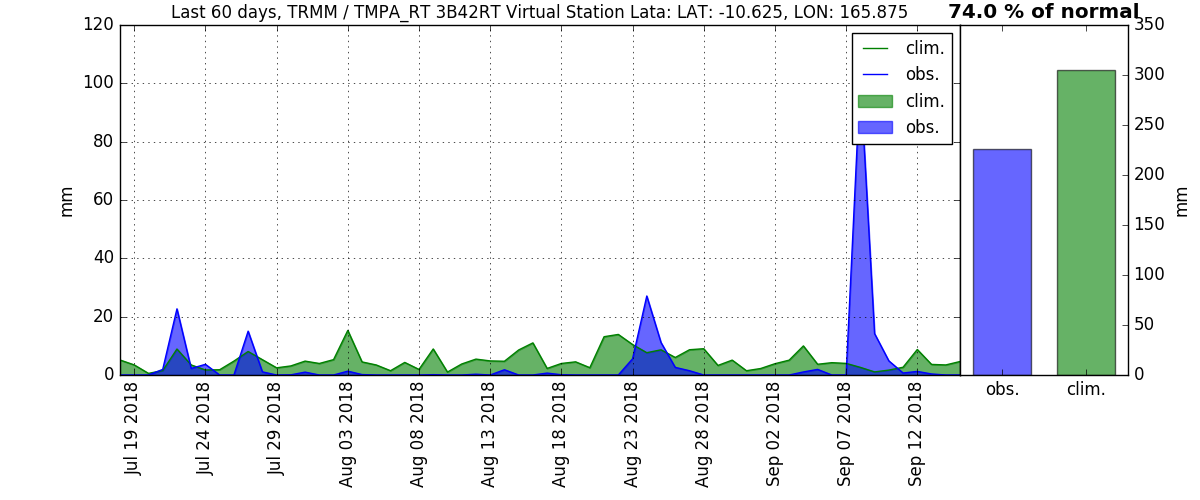 Last 60 days, TRMM / TMPA_RT 3B42RT Virtual Station Lata: LAT: -10.625, LON: 165.875
74.0 % of normal
120
100
80
60
40
20
0
mm
clim.
obs.
clim.
obs.
350
300
250
200
150
100
50
0
mm
Jul 19 2018
Jul 24 2018
Jul 29 2018
Aug 03 2018
Aug 08 2018
Aug 13 2018
Aug 18 2018
Aug 23 2018
Aug 28 2018
Sep 02 2018
Sep 07 2018
Sep 12 2018
obs.
clim.